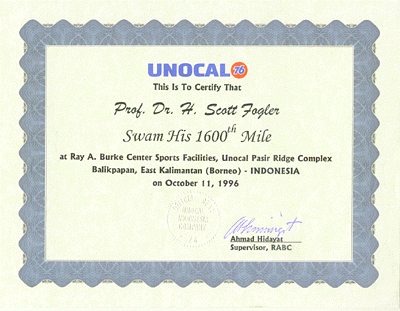 UNOCAL 76
This Is To Certify That
Prof. Dr. H. Scott Fogler
Swam His 1600th Mile
at Ray A. Burke Center Sports Facilities, Unocal Pasir Ridge Complex
Balikpapan, East Kalimantan (Borneo) - INDONESIA
on October 11, 1996
Ahmad Hidayat
Supervisor, RABC